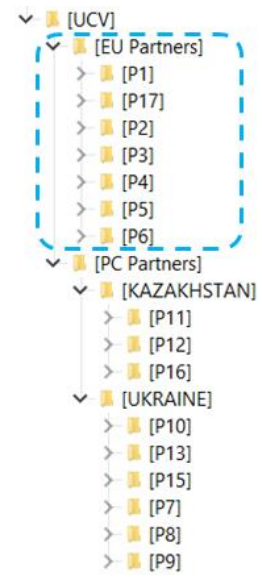 [UCV]
[EU Partners]
[P1]
[P17]
[P2]
[P3]
[P4]
[P5]
[P6]
[PC Partners]
[KAZAKHSTAN]
[P11]
[P12]
[P16]
[UKRAINE]
[P10]
[P13]
[P15]
[P7]
[P8]
[P9]